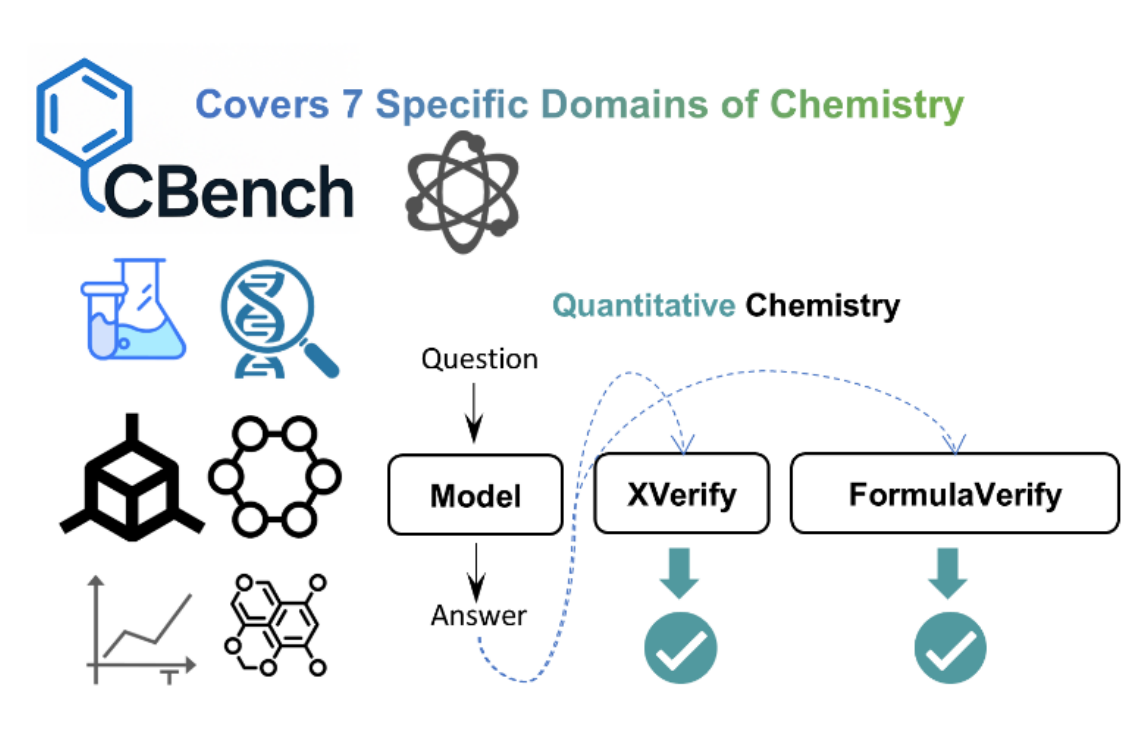 Covers 7 Specific Domains of Chemistry
CBench
Quantitative Chemistry
Question
Model
XVerify
FormulaVerify
Answer
T